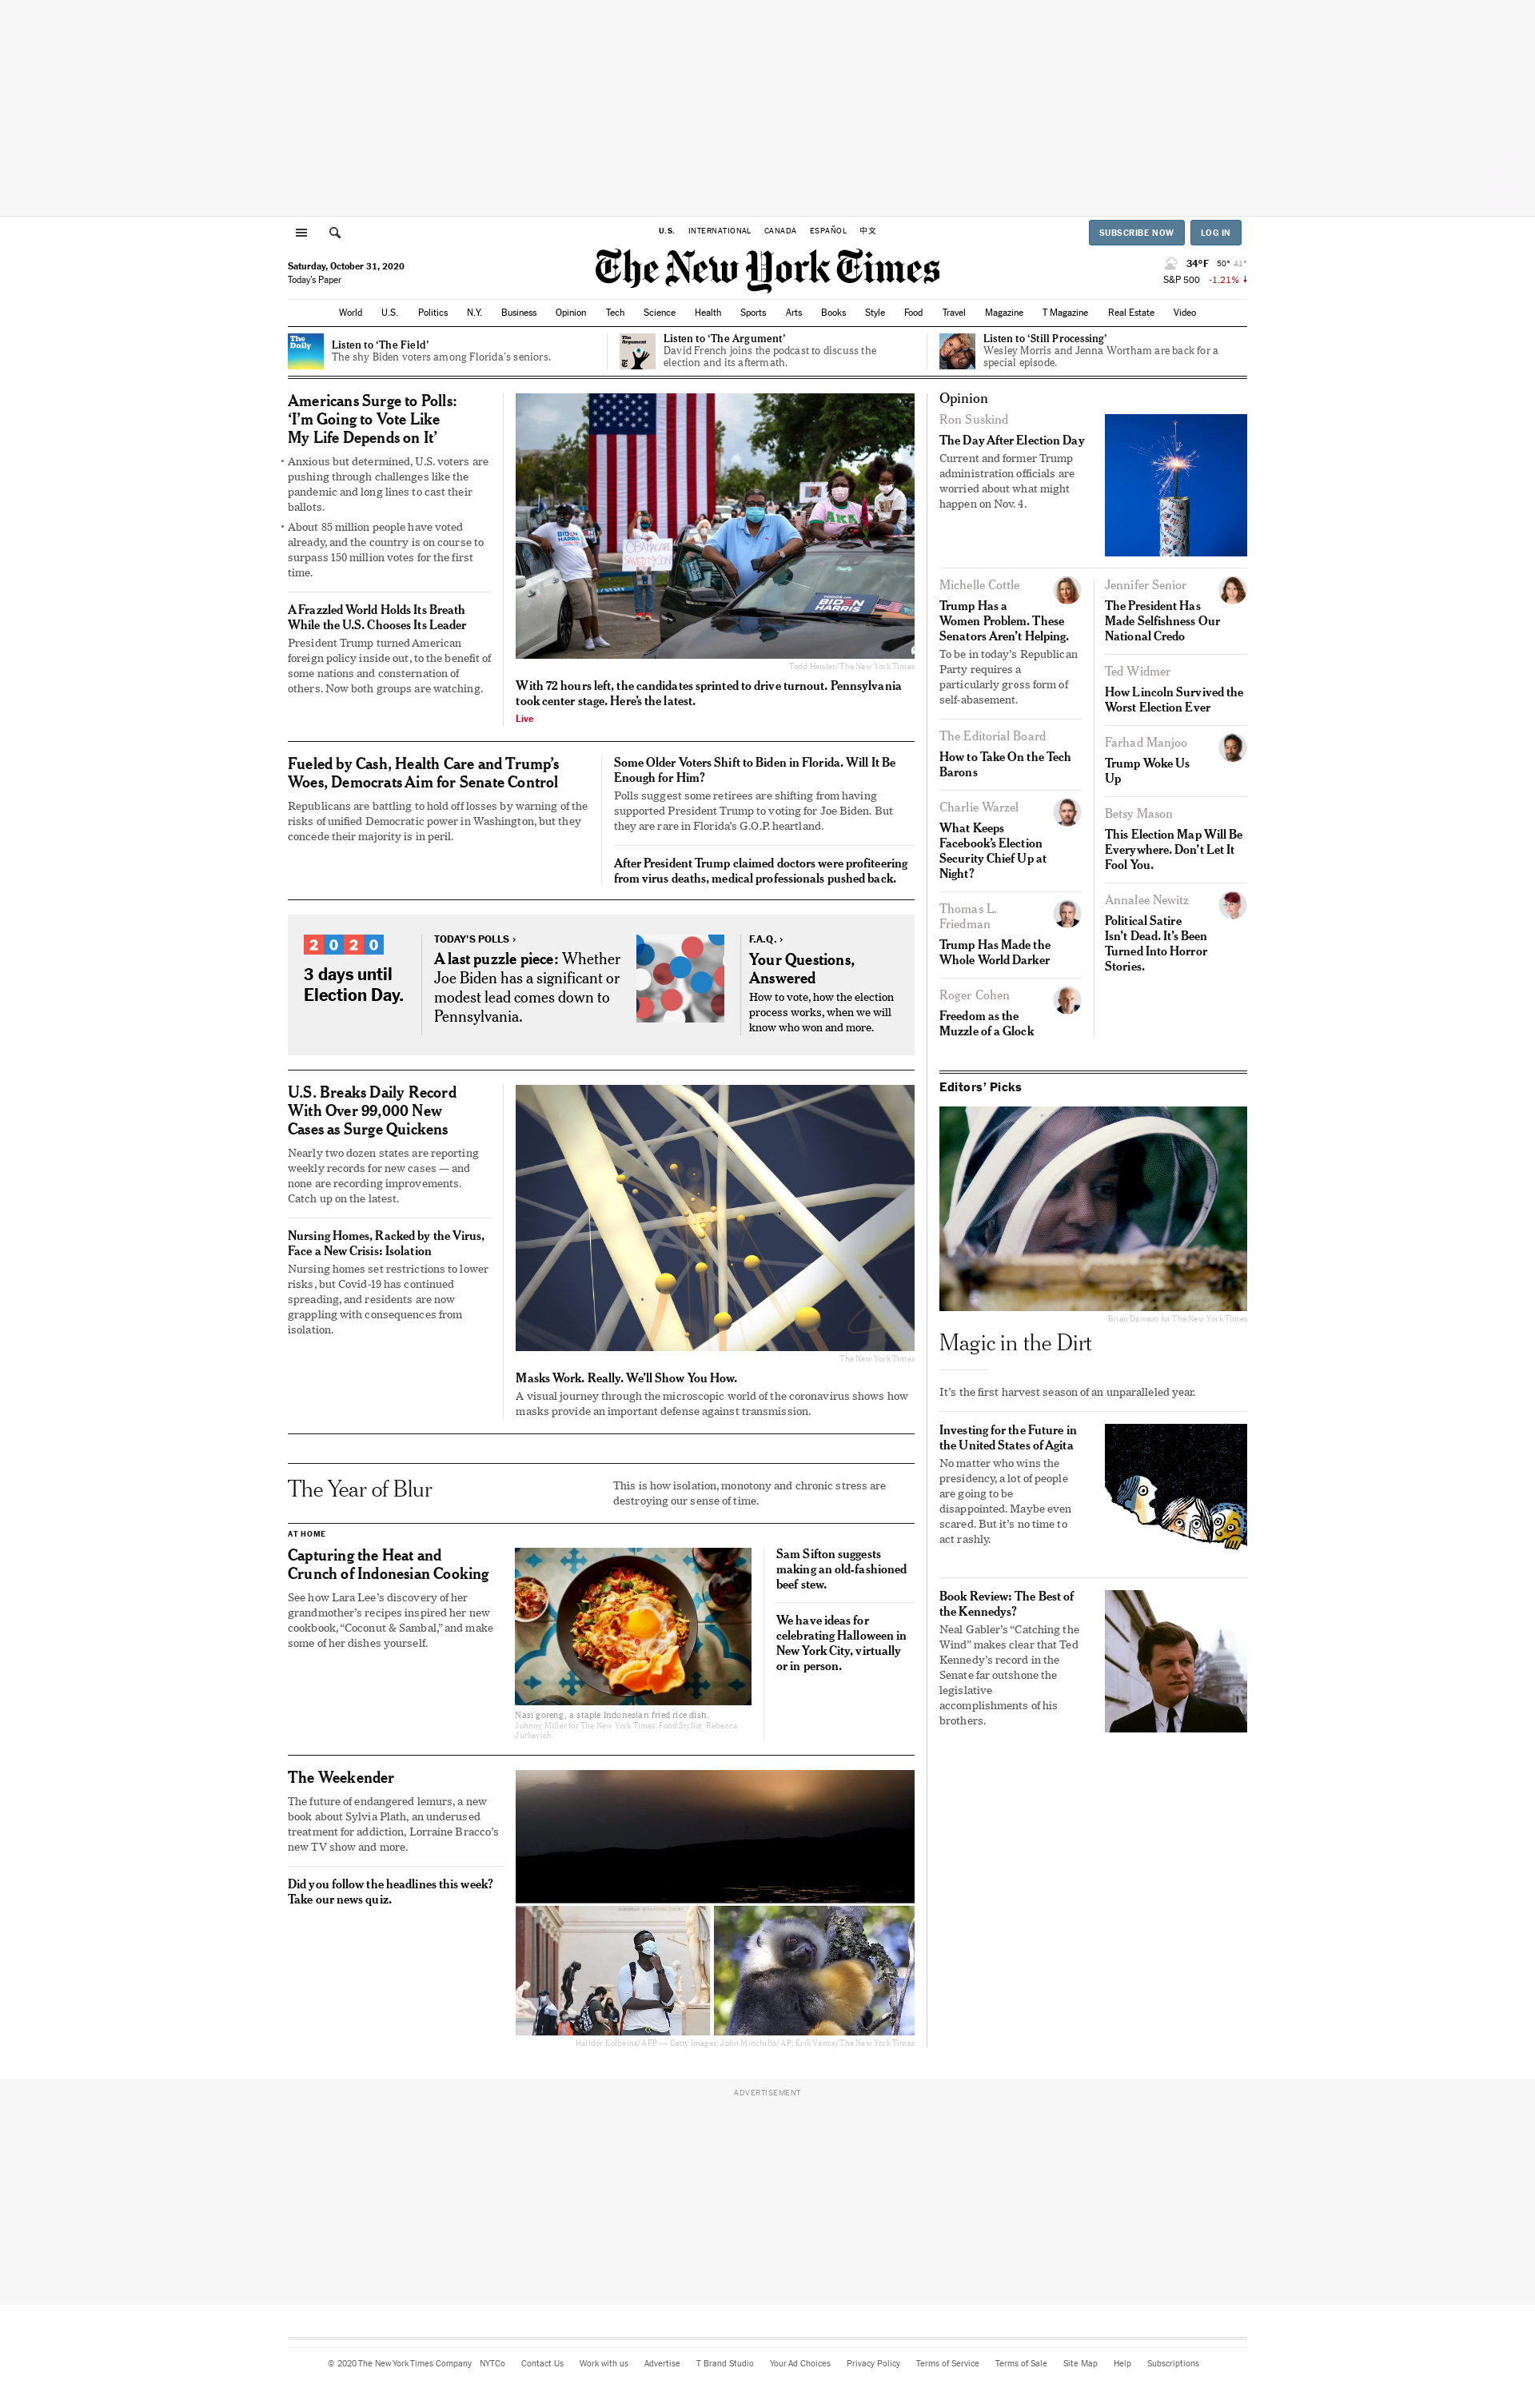 U.S. INTERNATIONAL CANADA ESPAÑOL 中文
SUBSCRIBE NOW LOG IN
Saturday, October 31, 2020
Today's Paper
The New York Times
34°F 50° 41°
S&P 500 -1.21%
World U.S. Politics N.Y. Business Opinion Tech Science Health Sports Arts Books Style Food Travel Magazine T Magazine Real Estate Video
The
Daily
Listen to ‘The Field’
The shy Biden voters among Florida’s seniors.
The
Argument
Listen to ‘The Argument’
David French joins the podcast to discuss the
election and its aftermath.
Listen to ‘Still Processing’
Wesley Morris and Jenna Wortham are back for a
special episode.
Americans Surge to Polls:
‘I’m Going to Vote Like
My Life Depends on It’
• Anxious but determined, U.S. voters are
pushing through challenges like the
pandemic and long lines to cast their
ballots.
• About 85 million people have voted
already, and the country is on course to
surpass 150 million votes for the first
time.
A Frazzled World Holds Its Breath
While the U.S. Chooses Its Leader
President Trump turned American
foreign policy inside out, to the benefit of
some nations and consternation of
others. Now both groups are watching.
BIDEN
HARRIS
OBAMACARE
SAVED MY SON
AKA
BIDEN
HARRIS
Todd Heisler/The New York Times
With 72 hours left, the candidates sprinted to drive turnout. Pennsylvania
took center stage. Here’s the latest.
Live
Fueled by Cash, Health Care and Trump’s
Woes, Democrats Aim for Senate Control
Republicans are battling to hold off losses by warning of the
risks of unified Democratic power in Washington, but they
concede their majority is in peril.
Some Older Voters Shift to Biden in Florida. Will It Be
Enough for Him?
Polls suggest some retirees are shifting from having
supported President Trump to voting for Joe Biden. But
they are rare in Florida’s G.O.P. heartland.
After President Trump claimed doctors were profiteering
from virus deaths, medical professionals pushed back.
2020
3 days until
Election Day.
TODAY’S POLLS ›
A last puzzle piece: Whether
Joe Biden has a significant or
modest lead comes down to
Pennsylvania.
F.A.Q. ›
Your Questions,
Answered
How to vote, how the election
process works, when we will
know who won and more.
U.S. Breaks Daily Record
With Over 99,000 New
Cases as Surge Quickens
Nearly two dozen states are reporting
weekly records for new cases — and
none are recording improvements.
Catch up on the latest.
Nursing Homes, Racked by the Virus,
Face a New Crisis: Isolation
Nursing homes set restrictions to lower
risks, but Covid-19 has continued
spreading, and residents are now
grappling with consequences from
isolation.
The New York Times
Masks Work. Really. We’ll Show You How.
A visual journey through the microscopic world of the coronavirus shows how
masks provide an important defense against transmission.
The Year of Blur
This is how isolation, monotony and chronic stress are
destroying our sense of time.
AT HOME
Capturing the Heat and
Crunch of Indonesian Cooking
See how Lara Lee’s discovery of her
grandmother’s recipes inspired her new
cookbook, “Coconut & Sambal,” and make
some of her dishes yourself.
Nasi goreng, a staple Indonesian fried rice dish.
Johnny Miller for The New York Times. Food Stylist: Rebecca
Jurkevich.
Sam Sifton suggests
making an old-fashioned
beef stew.
We have ideas for
celebrating Halloween in
New York City, virtually
or in person.
The Weekender
The future of endangered lemurs, a new
book about Sylvia Plath, an underused
treatment for addiction, Lorraine Bracco’s
new TV show and more.
Did you follow the headlines this week?
Take our news quiz.
Halldór Kolbeins/AFP — Getty Images; John Minchillo/AP; Erik Vance/The New York Times
Opinion
Ron Suskind
The Day After Election Day
Current and former Trump
administration officials are
worried about what might
happen on Nov. 4.
Michelle Cottle
Trump Has a
Women Problem. These
Senators Aren’t Helping.
To be in today’s Republican
Party requires a
particularly gross form of
self-abasement.
The Editorial Board
How to Take On the Tech
Barons
Charlie Warzel
What Keeps
Facebook’s Election
Security Chief Up at
Night?
Thomas L.
Friedman
Trump Has Made the
Whole World Darker
Roger Cohen
Freedom as the
Muzzle of a Glock
Jennifer Senior
The President Has
Made Selfishness Our
National Credo
Ted Widmer
How Lincoln Survived the
Worst Election Ever
Farhad Manjoo
Trump Woke Us
Up
Betsy Mason
This Election Map Will Be
Everywhere. Don’t Let It
Fool You.
Annalee Newitz
Political Satire
Isn’t Dead. It’s Been
Turned Into Horror
Stories.
Editors’ Picks
Brian Dawson for The New York Times
Magic in the Dirt
It’s the first harvest season of an unparalleled year.
Investing for the Future in
the United States of Agita
No matter who wins the
presidency, a lot of people
are going to be
disappointed. Maybe even
scared. But it’s no time to
act rashly.
Book Review: The Best of
the Kennedys?
Neal Gabler’s “Catching the
Wind” makes clear that Ted
Kennedy’s record in the
Senate far outshone the
legislative
accomplishments of his
brothers.
ADVERTISEMENT
© 2020 The New York Times Company NYTCo Contact Us Work with us Advertise T Brand Studio Your Ad Choices Privacy Policy Terms of Service Terms of Sale Site Map Help Subscriptions